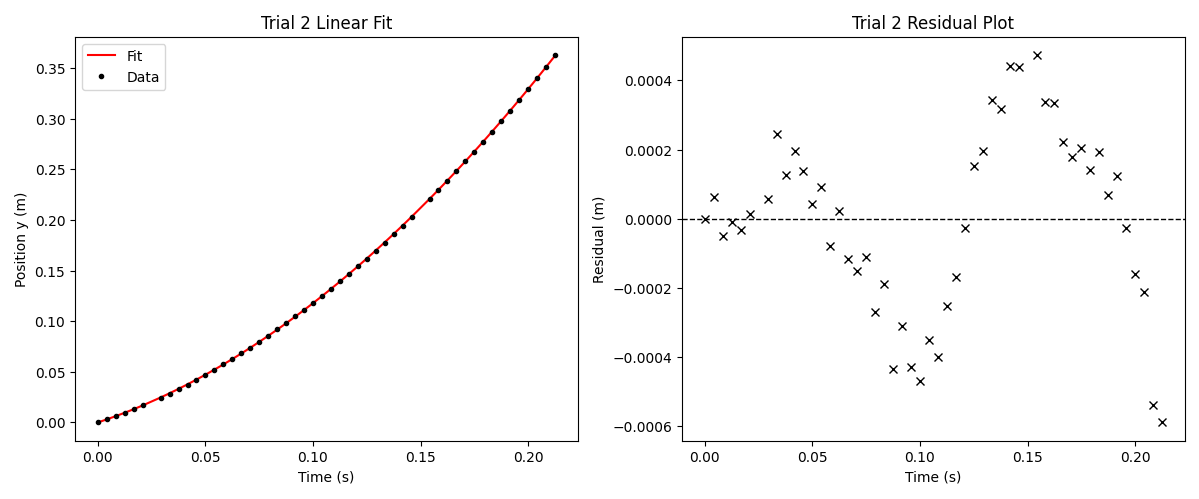 Trial 2 Linear Fit
Fit
Data
0.35
0.30
0.25
0.20
0.15
0.10
0.05
0.00
Position y (m)
0.00 0.05 0.10 0.15 0.20
Time (s)
Trial 2 Residual Plot
0.0004
0.0002
0.0000
−0.0002
−0.0004
−0.0006
Residual (m)
0.00 0.05 0.10 0.15 0.20
Time (s)